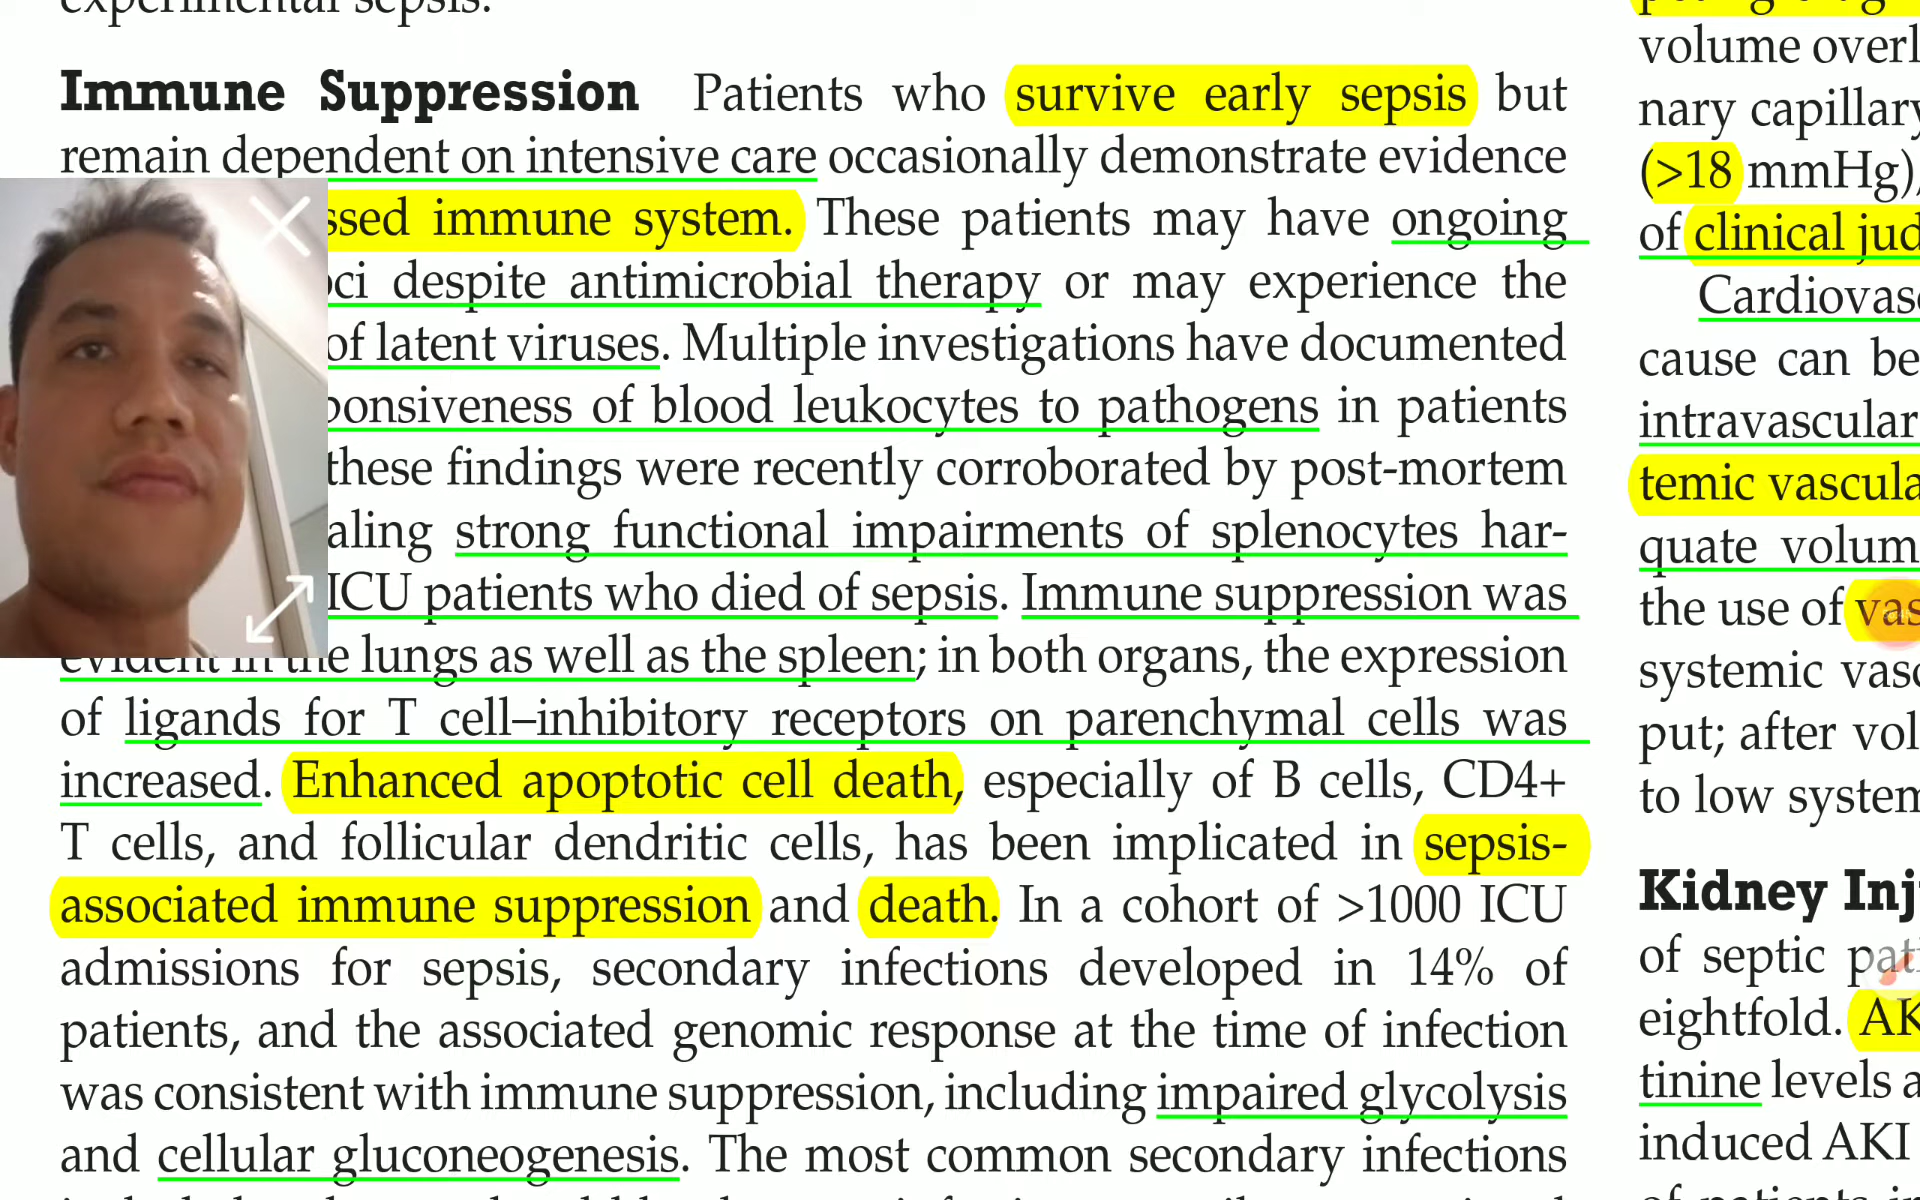 experimental sepsis.
Immune Suppression Patients who survive early sepsis but
remain dependent on intensive care occasionally demonstrate evidence
ssed immune system. These patients may have ongoing
oci despite antimicrobial therapy or may experience the
of latent viruses. Multiple investigations have documented
ponsiveness of blood leukocytes to pathogens in patients
these findings were recently corroborated by post-mortem
aling strong functional impairments of splenocytes har-
ICU patients who died of sepsis. Immune suppression was
evident in the lungs as well as the spleen; in both organs, the expression
of ligands for T cell–inhibitory receptors on parenchymal cells was
increased. Enhanced apoptotic cell death, especially of B cells, CD4+
T cells, and follicular dendritic cells, has been implicated in sepsis-
associated immune suppression and death. In a cohort of >1000 ICU
admissions for sepsis, secondary infections developed in 14% of
patients, and the associated genomic response at the time of infection
was consistent with immune suppression, including impaired glycolysis
and cellular gluconeogenesis. The most common secondary infections
volume overl
nary capillary
(>18 mmHg),
of clinical jud
Cardiovasc
cause can be
intravascular
temic vascula
quate volum
the use of vas
systemic vasc
put; after vol
to low system
Kidney Inj
of septic pati
eightfold. AK
tinine levels a
induced AKI